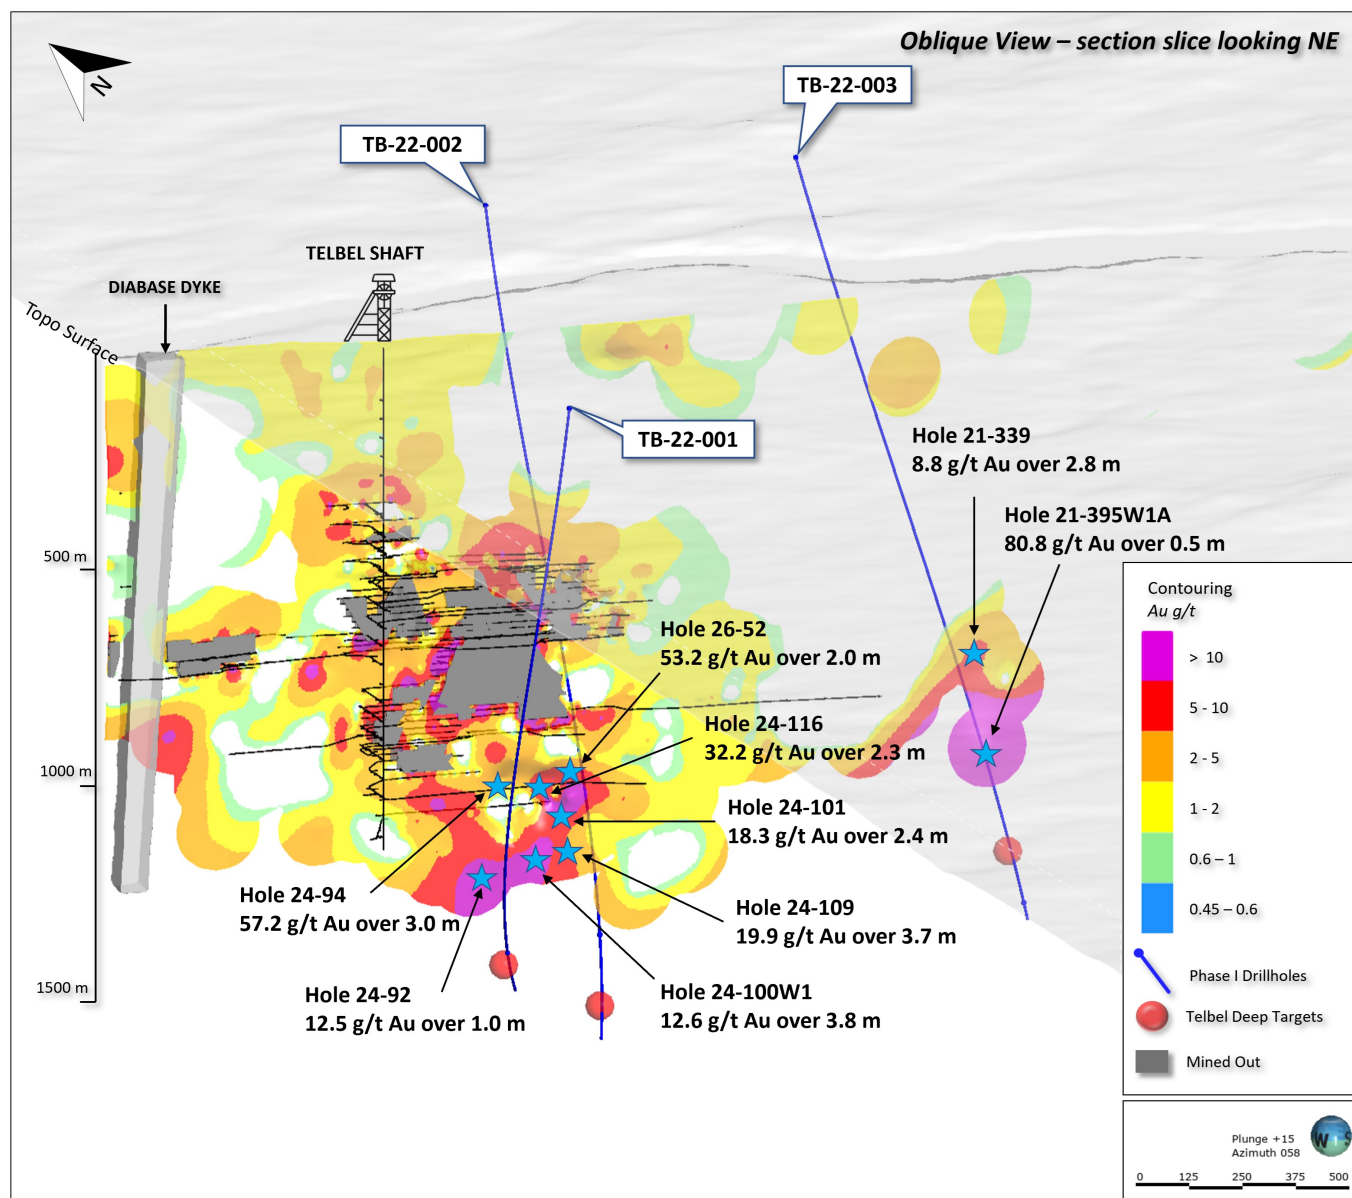 Oblique View – section slice looking NE
N
TB-22-003
TB-22-002
TELBEL SHAFT
DIABASE DYKE
Topo Surface
TB-22-001
Hole 21-339
8.8 g/t Au over 2.8 m
Hole 21-395W1A
80.8 g/t Au over 0.5 m
500 m
Hole 26-52
53.2 g/t Au over 2.0 m
Hole 24-116
32.2 g/t Au over 2.3 m
1000 m
Hole 24-101
18.3 g/t Au over 2.4 m
Hole 24-94
57.2 g/t Au over 3.0 m
Hole 24-109
19.9 g/t Au over 3.7 m
1500 m
Hole 24-92
12.5 g/t Au over 1.0 m
Hole 24-100W1
12.6 g/t Au over 3.8 m
Contouring
Au g/t
> 10
5 - 10
2 - 5
1 - 2
0.6 – 1
0.45 – 0.6
Phase I Drillholes
Telbel Deep Targets
Mined Out
Plunge +15
Azimuth 058
W S
0 125 250 375 500